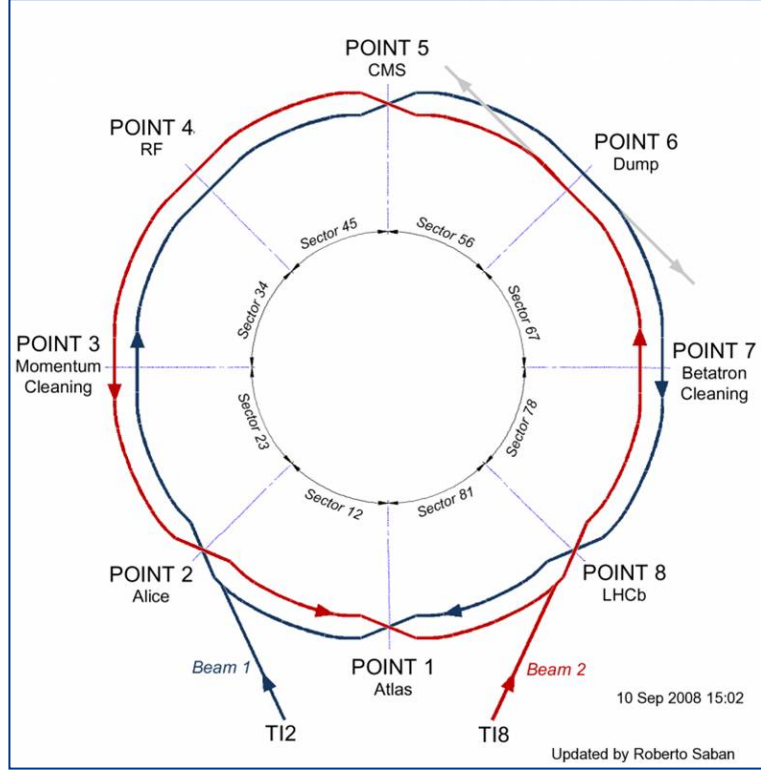 POINT 5
CMS
POINT 4.
RF
POINT 6
Dump
Sector 45
Sector 56
Sector 34
Sector 67
POINT 3
Momentum
Cleaning
POINT 7
Betatron
Cleaning
Sector 23
Sector 78
Sector 12
Sector 81
POINT 2
Alice
POINT 8
LHCb
POINT 1
Atlas
Beam 1
Beam 2
10 Sep 2008 15:02
TI2
TI8
Updated by Roberto Saban